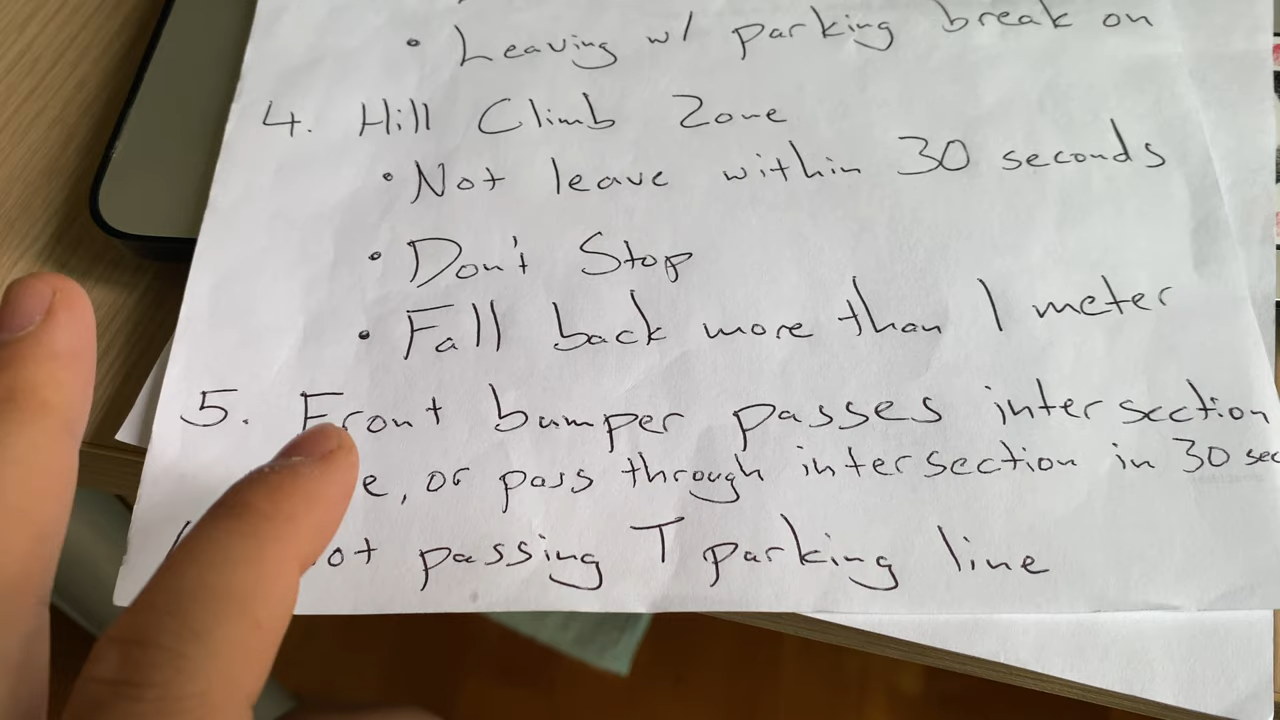 • Leaving w/ parking break on
4. Hill Climb Zone
• Not leave within 30 seconds
• Don't Stop
• Fall back more than 1 meter
5. Front bumper passes intersection
or pass through intersection in 30 sec
passing T parking line